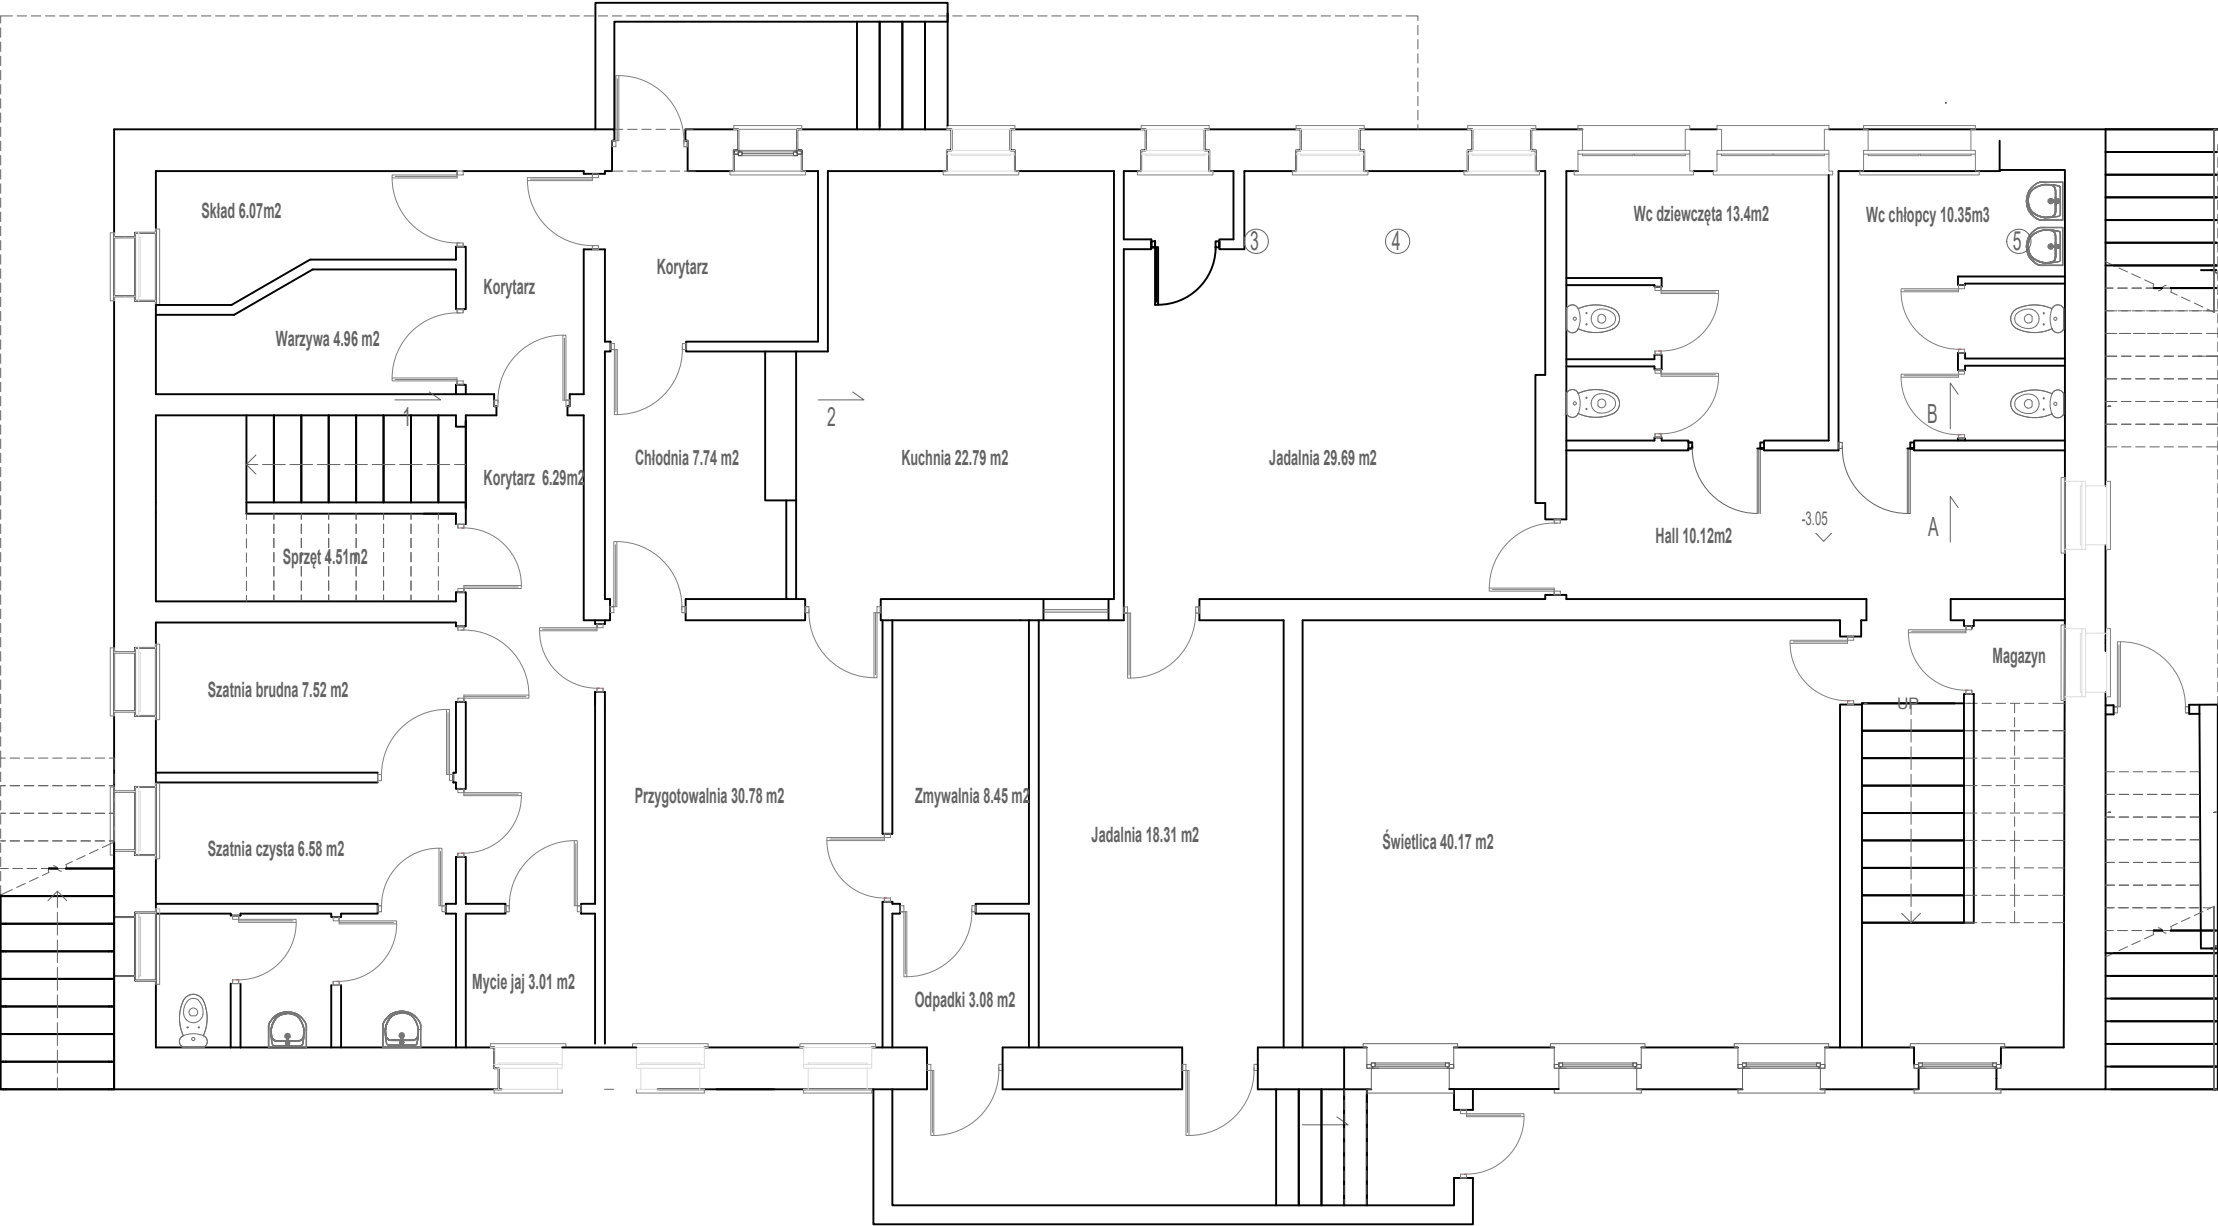 Skład 6.07m2
Wc dziewczęta 13.4m2
Wc chłopcy 10.35m3
3
4
5
Korytarz
Korytarz
Warzywa 4.96 m2
1
2
B
Chłodnia 7.74 m2
Kuchnia 22.79 m2
Jadalnia 29.69 m2
Korytarz 6.29m2
-3.05
A
Hall 10.12m2
Sprzęt 4.51m2
Magazyn
Szatnia brudna 7.52 m2
UP
Przygotowalnia 30.78 m2
Zmywalnia 8.45 m2
Jadalnia 18.31 m2
Świetlica 40.17 m2
Szatnia czysta 6.58 m2
Mycie jaj 3.01 m2
Odpadki 3.08 m2